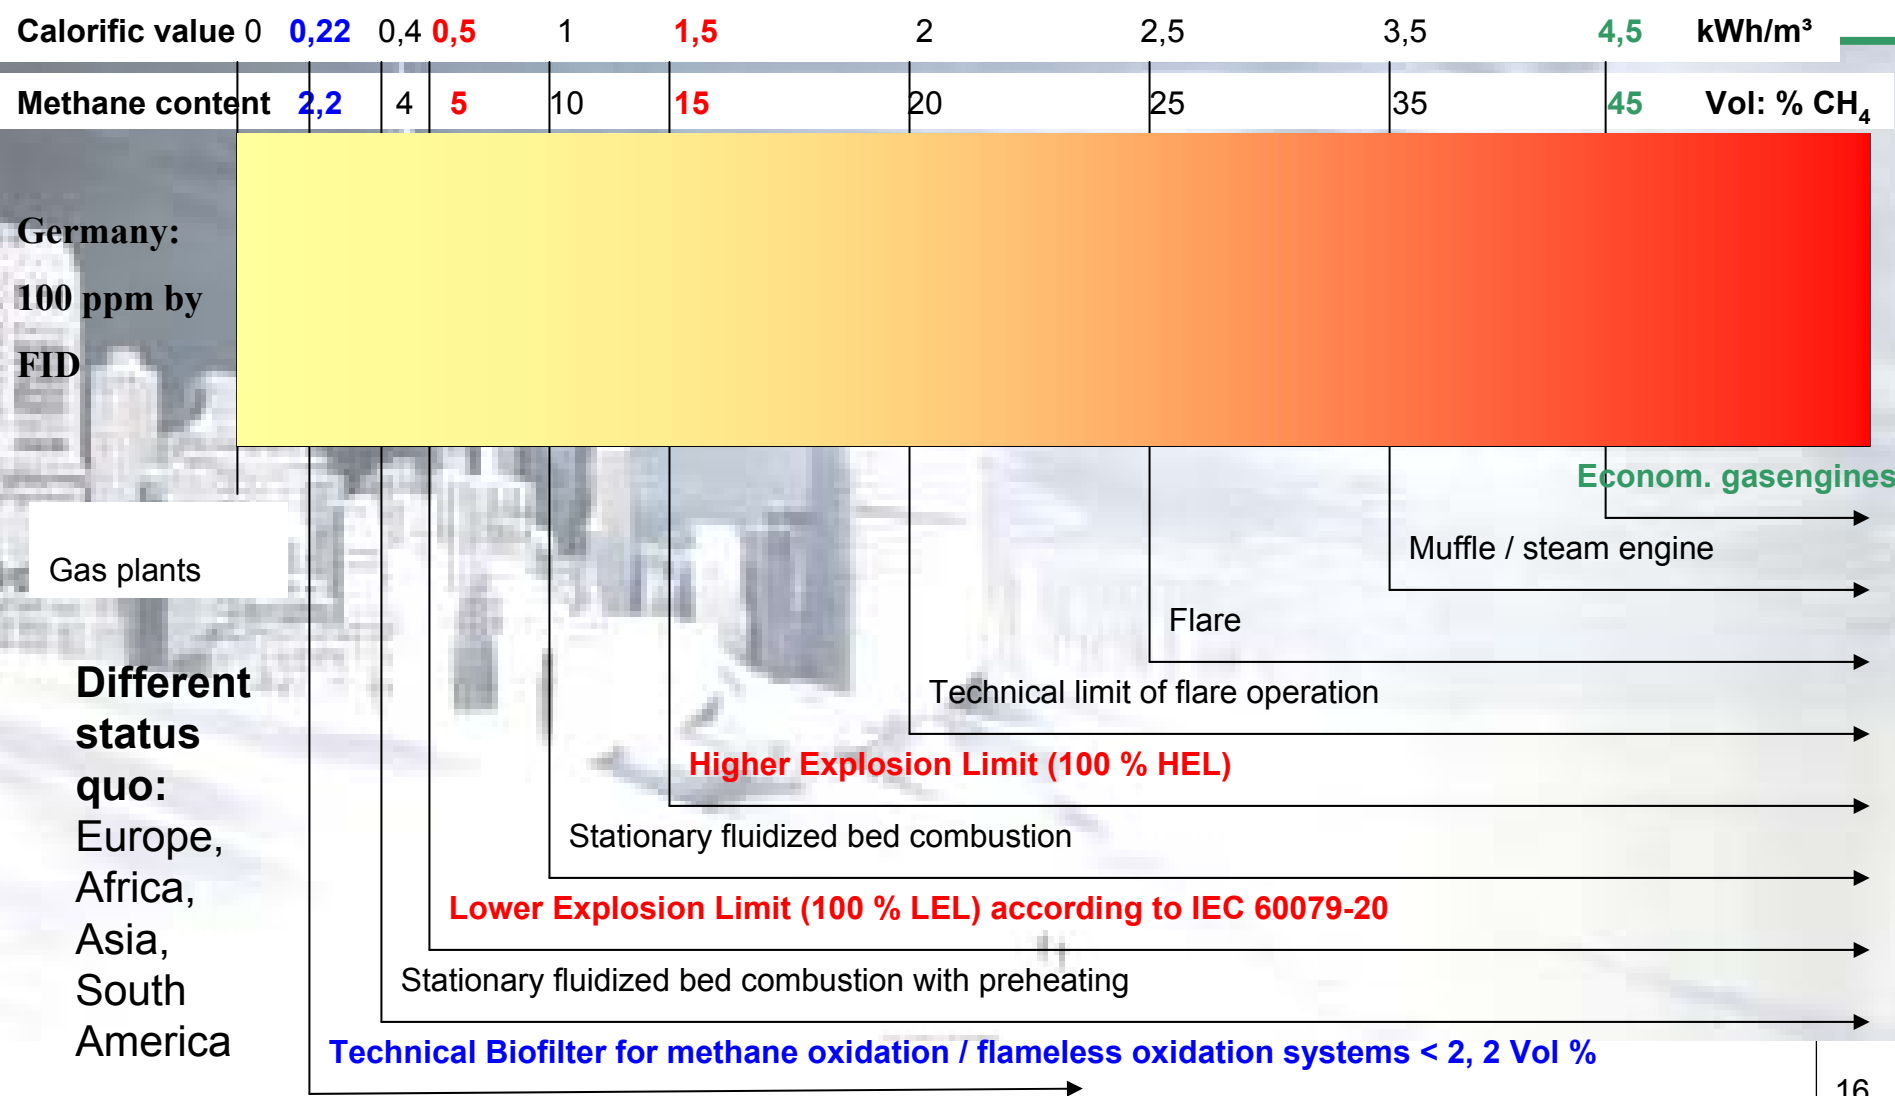 Calorific value 0 0,22 0,4 0,5 1 1,5 2 2,5 3,5 4,5 kWh/m³
Methane content 2,2 4 5 10 15 20 25 35 45 Vol: % CH₄
Germany:
100 ppm by
FID
Econom. gasengines
Muffle / steam engine
Gas plants
Flare
Technical limit of flare operation
Higher Explosion Limit (100 % HEL)
Stationary fluidized bed combustion
Lower Explosion Limit (100 % LEL) according to IEC 60079-20
Stationary fluidized bed combustion with preheating
Technical Biofilter for methane oxidation / flameless oxidation systems < 2, 2 Vol %
Different
status
quo:
Europe,
Africa,
Asia,
South
America
16